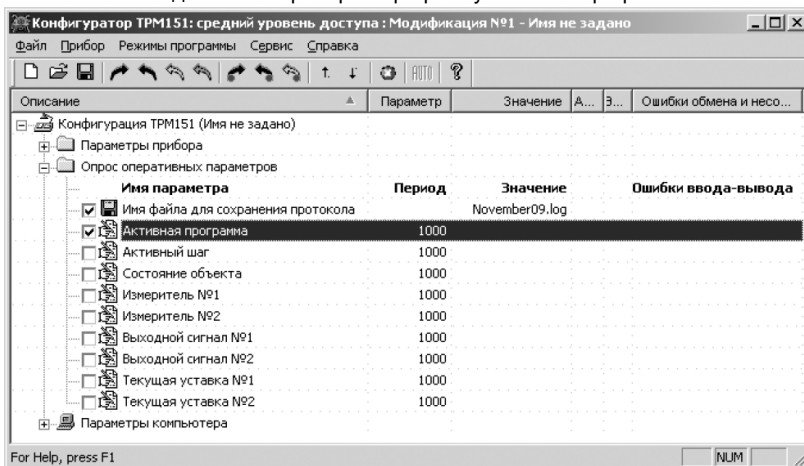 Конфигуратор ТРМ151: средний уровень доступа : Модификация №1 - Имя не задано
Файл Прибор Режимы программы Сервис Справка
AUTO
Описание Параметр Значение А... З... Ошибки обмена и несо...
Конфигурация ТРМ151 (Имя не задано)
Параметры прибора
Опрос оперативных параметров
Имя параметра Период Значение Ошибки ввода-вывода
Имя файла для сохранения протокола November09.log
Активная программа 1000
Активный шаг 1000
Состояние объекта 1000
Измеритель №1 1000
Измеритель №2 1000
Выходной сигнал №1 1000
Выходной сигнал №2 1000
Текущая уставка №1 1000
Текущая уставка №2 1000
Параметры компьютера
For Help, press F1 NUM